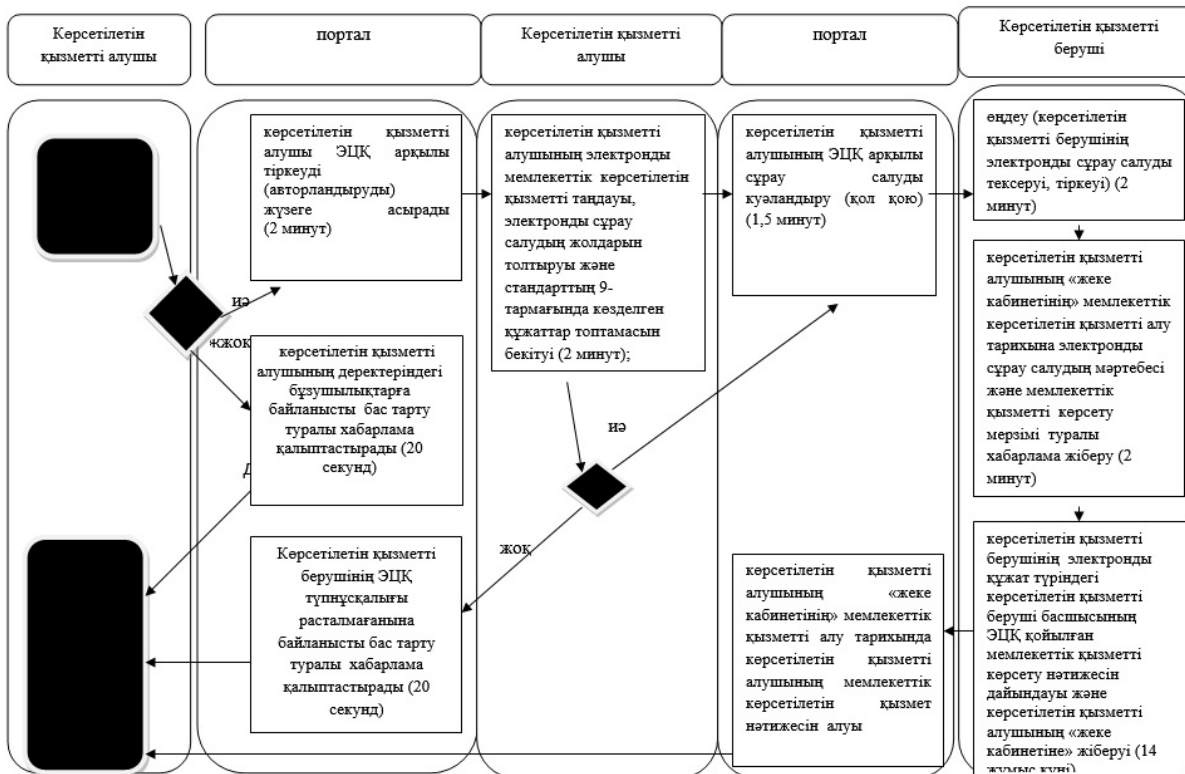 Көрсетілетін
қызметті алушы
портал
Көрсетілетін қызметті
алушы
портал
Көрсетілетін қызметті
беруші
көрсетілетін қызметті
алушы ЭЦҚ арқылы
тіркеуді
(авторландыруды)
жүзеге асырады
(2 минут)
иә
жжоқ
көрсетілетін қызметті
алушының деректеріндегі
бұзушылықтарға
байланысты бас тарту
туралы хабарлама
қалыптастырады (20
секунд)
Көрсетілетін қызметті
берушінің ЭЦҚ
түпнұсқалығы
расталмағанына
байланысты бас тарту
туралы хабарлама
қалыптастырады (20
секунд)
көрсетілетін қызметті
алушының электронды
мемлекеттік көрсетілетін
қызметті таңдауы,
электронды сұрау
салудың жолдарын
толтыруы және
стандарттың 9-
тармағында көзделген
құжаттар топтамасын
бекітуі (2 минут);
иә
жоқ
көрсетілетін қызметті
алушының ЭЦҚ арқылы
сұрау салуды
куәландыру (қол қою)
(1,5 минут)
көрсетілетін қызметті
алушының «жеке
кабинетінің» мемлекеттік
қызметті алу тарихында
көрсетілетін қызметті
алушының мемлекеттік
көрсетілетін қызмет
нәтижесін алуы
өңдеу (көрсетілетін
қызметті берушінің
электронды сұрау салуды
тексеруі, тіркеуі) (2
минут)
көрсетілетін қызметті
алушының «жеке
кабинетінің» мемлекеттік
көрсетілетін қызметті алу
тарихына электронды
сұрау салудың мәртебесі
және мемлекеттік
қызметті көрсету
мерзімі туралы
хабарлама жіберу (2
минут)
көрсетілетін қызметті
берушінің электронды
құжат түріндегі
көрсетілетін қызметті
беруші басшысының
ЭЦҚ қойылған
мемлекеттік қызметті
көрсету нәтижесін
дайындауы және
көрсетілетін қызметті
алушының «жеке
кабинетіне» жіберуі (14
жұмыс күні)